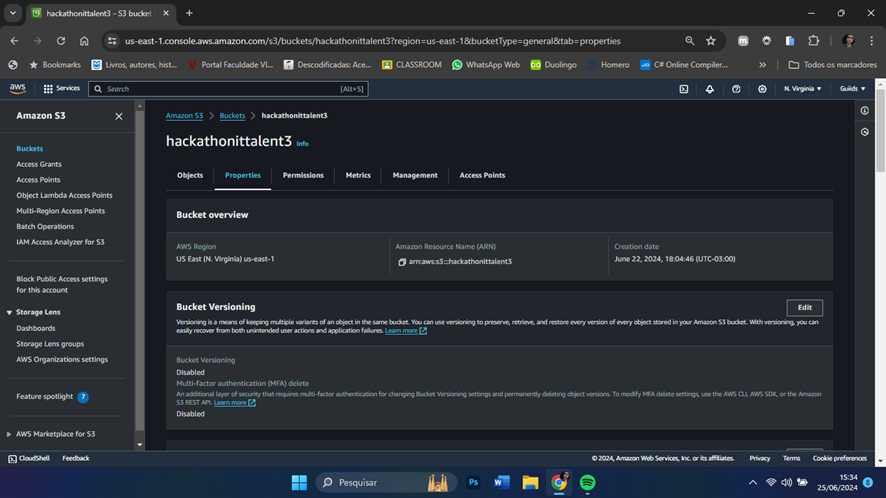 hackathonittalent3 - S3 bucket
us-east-1.console.aws.amazon.com/s3/buckets/hackathonittalent3?region=us-east-1&bucketType=general&tab=properties
Bookmarks
Livros, autores, hist...
Portal Faculdade VI...
Descodificadas: Ace...
CLASSROOM
WhatsApp Web
Duolingo
Homero
C# Online Compiler...
Todos os marcadores
aws
Services
Search
[Alt+S]
N. Virginia
Guiids
Amazon S3
Buckets
Access Grants
Access Points
Object Lambda Access Points
Multi-Region Access Points
Batch Operations
IAM Access Analyzer for S3
Block Public Access settings
for this account
Storage Lens
Dashboards
Storage Lens groups
AWS Organizations settings
Feature spotlight 7
AWS Marketplace for S3
Amazon S3 > Buckets > hackathonittalent3
hackathonittalent3 Info
Objects
Properties
Permissions
Metrics
Management
Access Points
Bucket overview
AWS Region
US East (N. Virginia) us-east-1
Amazon Resource Name (ARN)
arn:aws:s3:::hackathonittalent3
Creation date
June 22, 2024, 18:04:46 (UTC-03:00)
Bucket Versioning
Edit
Versioning is a means of keeping multiple variants of an object in the same bucket. You can use versioning to preserve, retrieve, and restore every version of every object stored in your Amazon S3 bucket. With versioning, you can
easily recover from both unintended user actions and application failures. Learn more
Bucket Versioning
Disabled
Multi-factor authentication (MFA) delete
An additional layer of security that requires multi-factor authentication for changing Bucket Versioning settings and permanently deleting object versions. To modify MFA delete settings, use the AWS CLI, AWS SDK, or the Amazon
S3 REST API. Learn more
Disabled
CloudShell
Feedback
© 2024, Amazon Web Services, Inc. or its affiliates.
Privacy
Terms
Cookie preferences
Pesquisar
Ps
W
15:34
25/06/2024
8